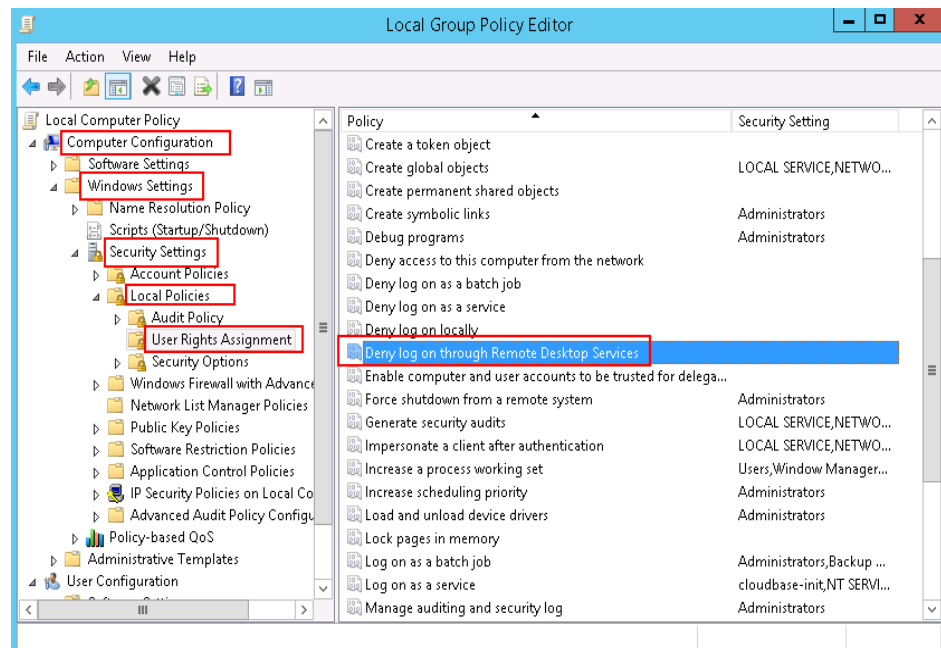 Local Group Policy Editor
File Action View Help
Local Computer Policy
Computer Configuration
Software Settings
Windows Settings
Name Resolution Policy
Scripts (Startup/Shutdown)
Security Settings
Account Policies
Local Policies
Audit Policy
User Rights Assignment
Security Options
Windows Firewall with Advance
Network List Manager Policies
Public Key Policies
Software Restriction Policies
Application Control Policies
IP Security Policies on Local Co
Advanced Audit Policy Configu
Policy-based QoS
Administrative Templates
User Configuration
Policy Security Setting
Create a token object
Create global objects LOCAL SERVICE,NETWO...
Create permanent shared objects
Create symbolic links Administrators
Debug programs Administrators
Deny access to this computer from the network
Deny log on as a batch job
Deny log on as a service
Deny log on locally
Deny log on through Remote Desktop Services
Enable computer and user accounts to be trusted for delega...
Force shutdown from a remote system Administrators
Generate security audits LOCAL SERVICE,NETWO...
Impersonate a client after authentication LOCAL SERVICE,NETWO...
Increase a process working set Users,Window Manager...
Increase scheduling priority Administrators
Load and unload device drivers Administrators
Lock pages in memory
Log on as a batch job Administrators,Backup ...
Log on as a service cloudbase-init,NT SERVI...
Manage auditing and security log Administrators